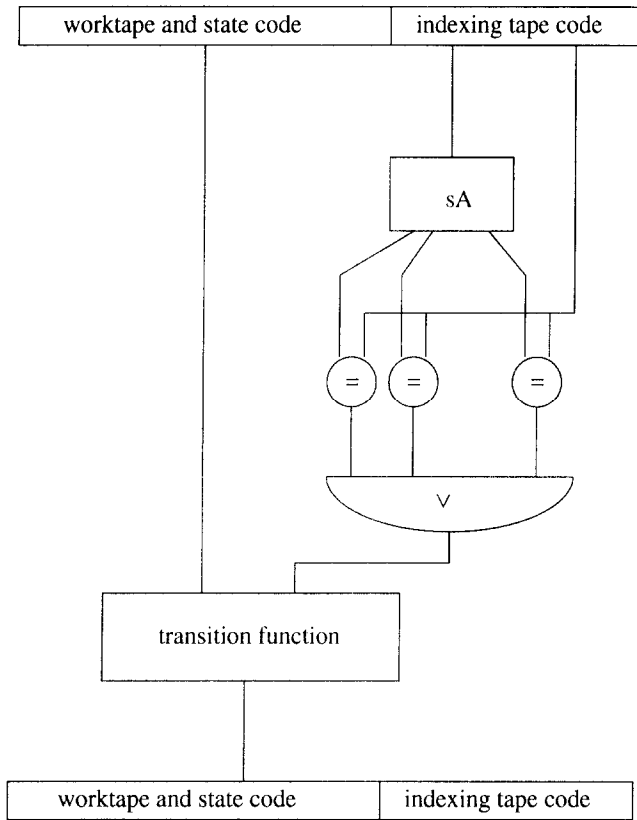 worktape and state code
indexing tape code
sA
= = =
∨
transition function
worktape and state code
indexing tape code